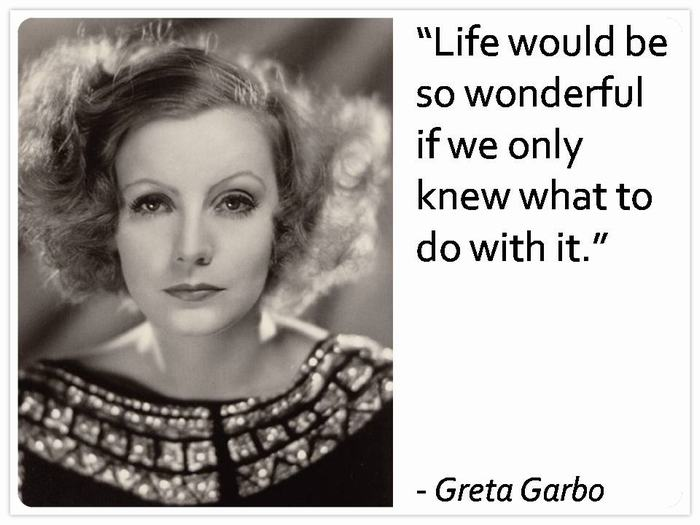 “Life would be
so wonderful
if we only
knew what to
do with it.”
- Greta Garbo